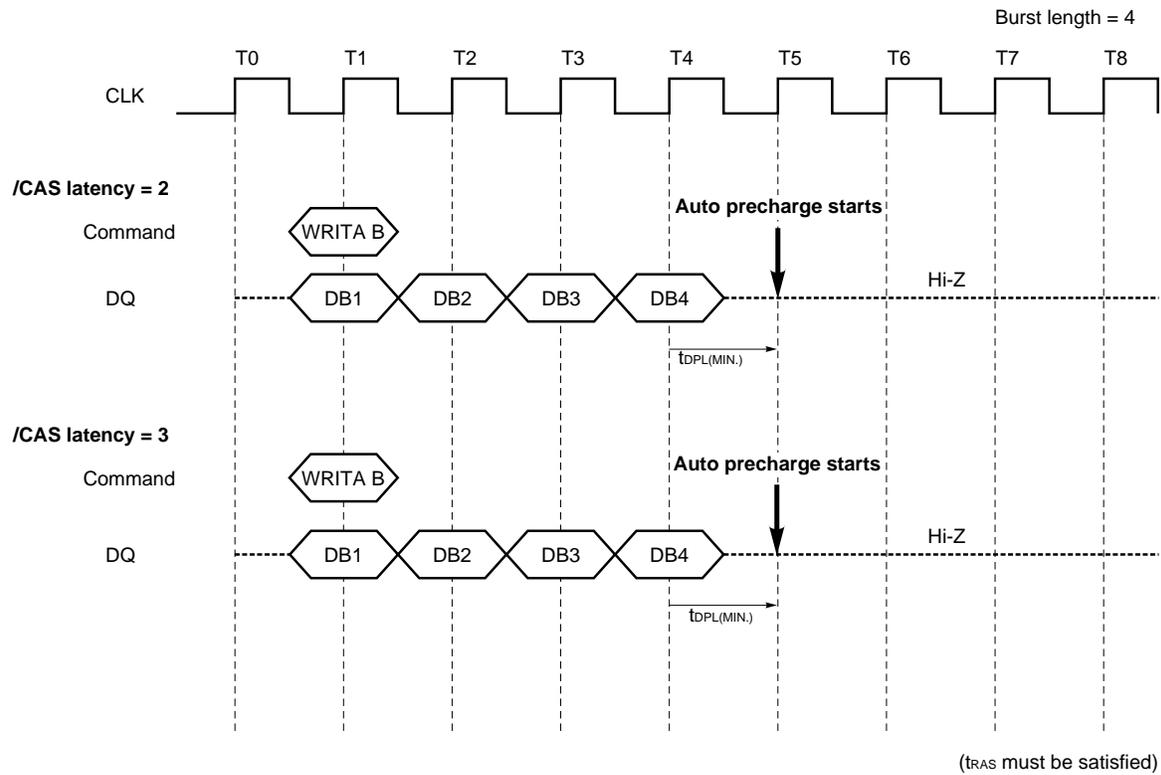 Burst length = 4
T0 T1 T2 T3 T4 T5 T6 T7 T8
CLK
/CAS latency = 2
Auto precharge starts
Command WRITA B
DQ DB1 DB2 DB3 DB4 Hi-Z
tDPL(MIN.)
/CAS latency = 3
Auto precharge starts
Command WRITA B
DQ DB1 DB2 DB3 DB4 Hi-Z
tDPL(MIN.)
(tRAS must be satisfied)